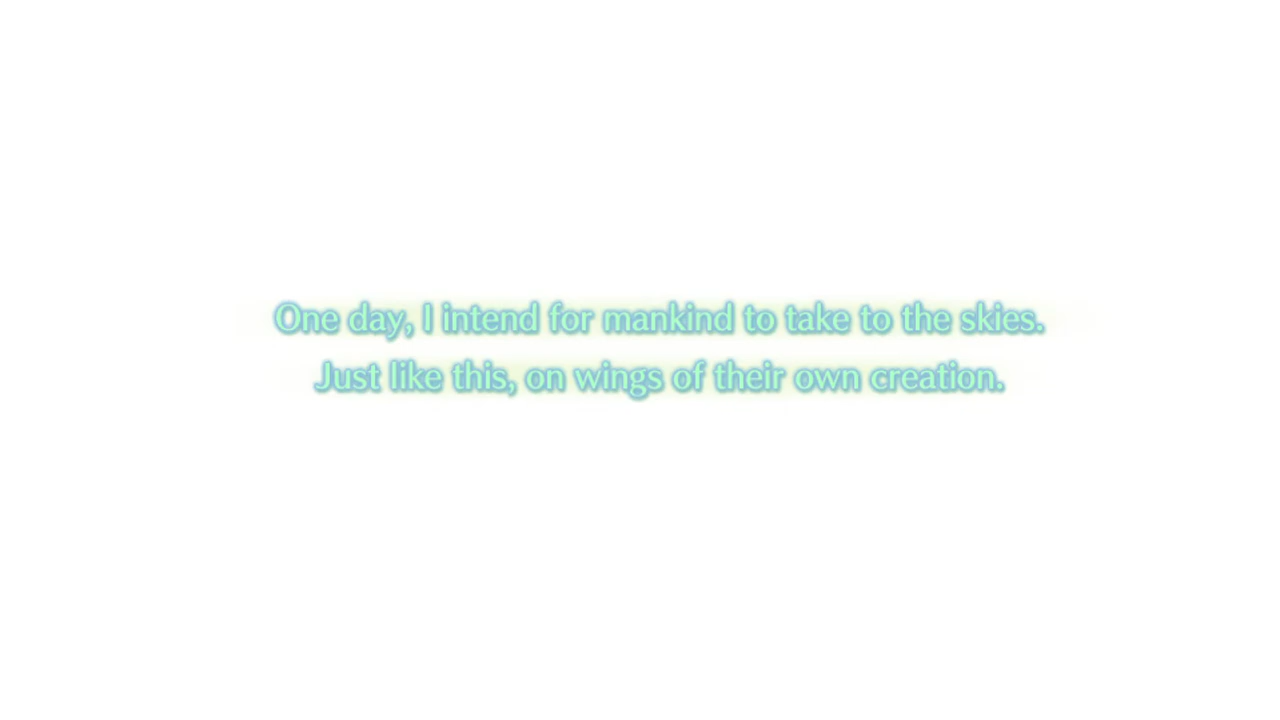 One day, I intend for mankind to take to the skies.
Just like this, on wings of their own creation.